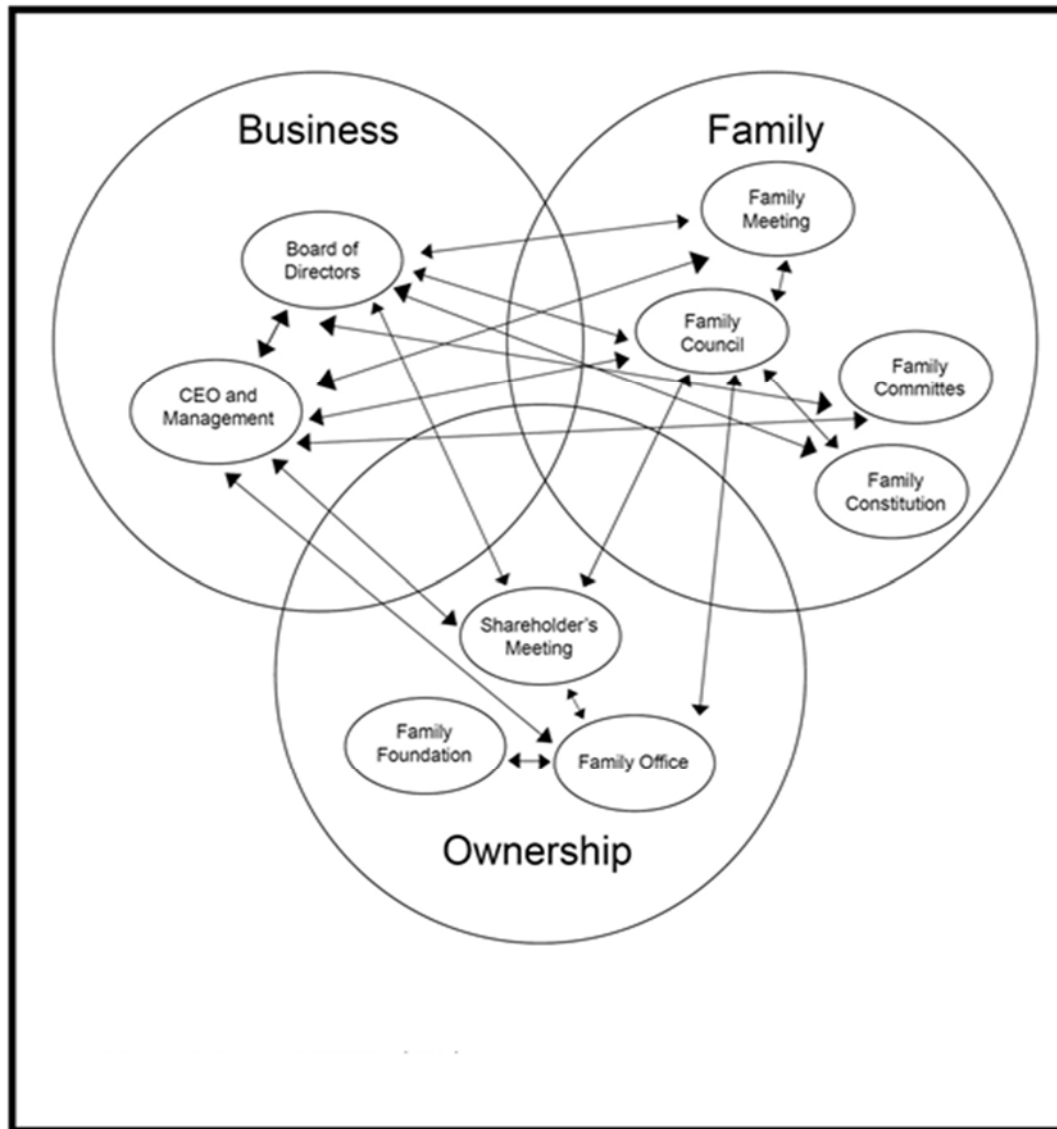 Business
Family
Family
Meeting
Board of
Directors
Family
Council
Family
Committes
CEO and
Management
Family
Constitution
Shareholder's
Meeting
Family
Foundation
Family Office
Ownership